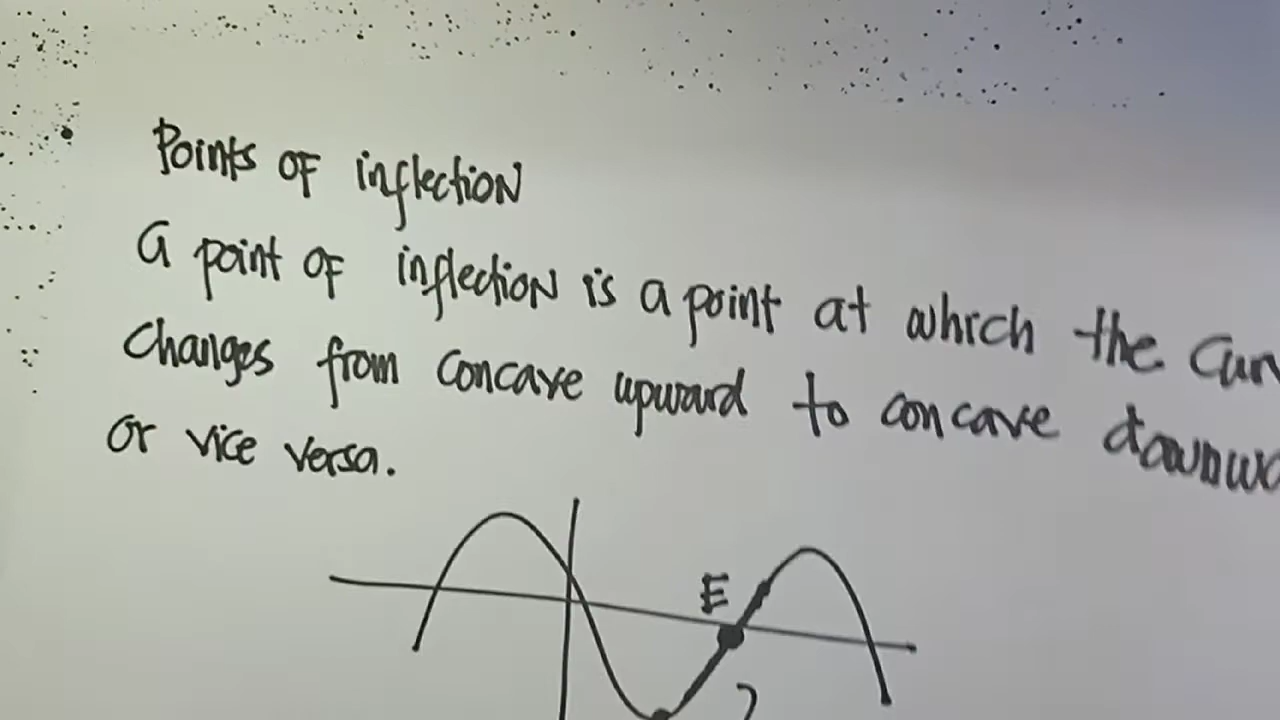 Points of inflection
a point of inflection is a point at which the
changes from concave upward to concave
or vice versa.
E